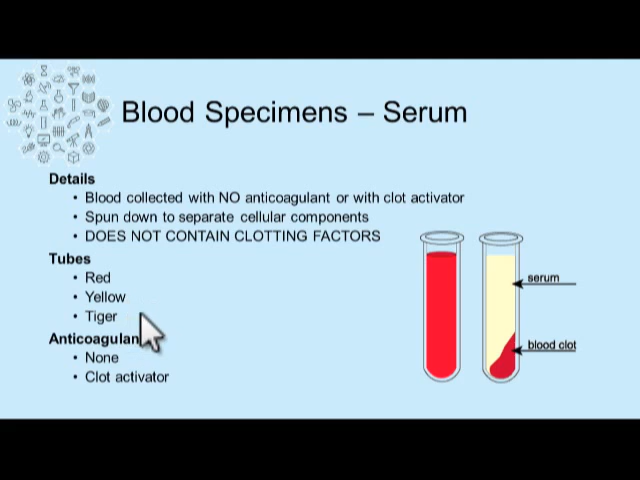 Blood Specimens – Serum
Details
• Blood collected with NO anticoagulant or with clot activator
• Spun down to separate cellular components
• DOES NOT CONTAIN CLOTTING FACTORS
Tubes
• Red
• Yellow
• Tiger
Anticoagulan
• None
• Clot activator
serum
blood clot